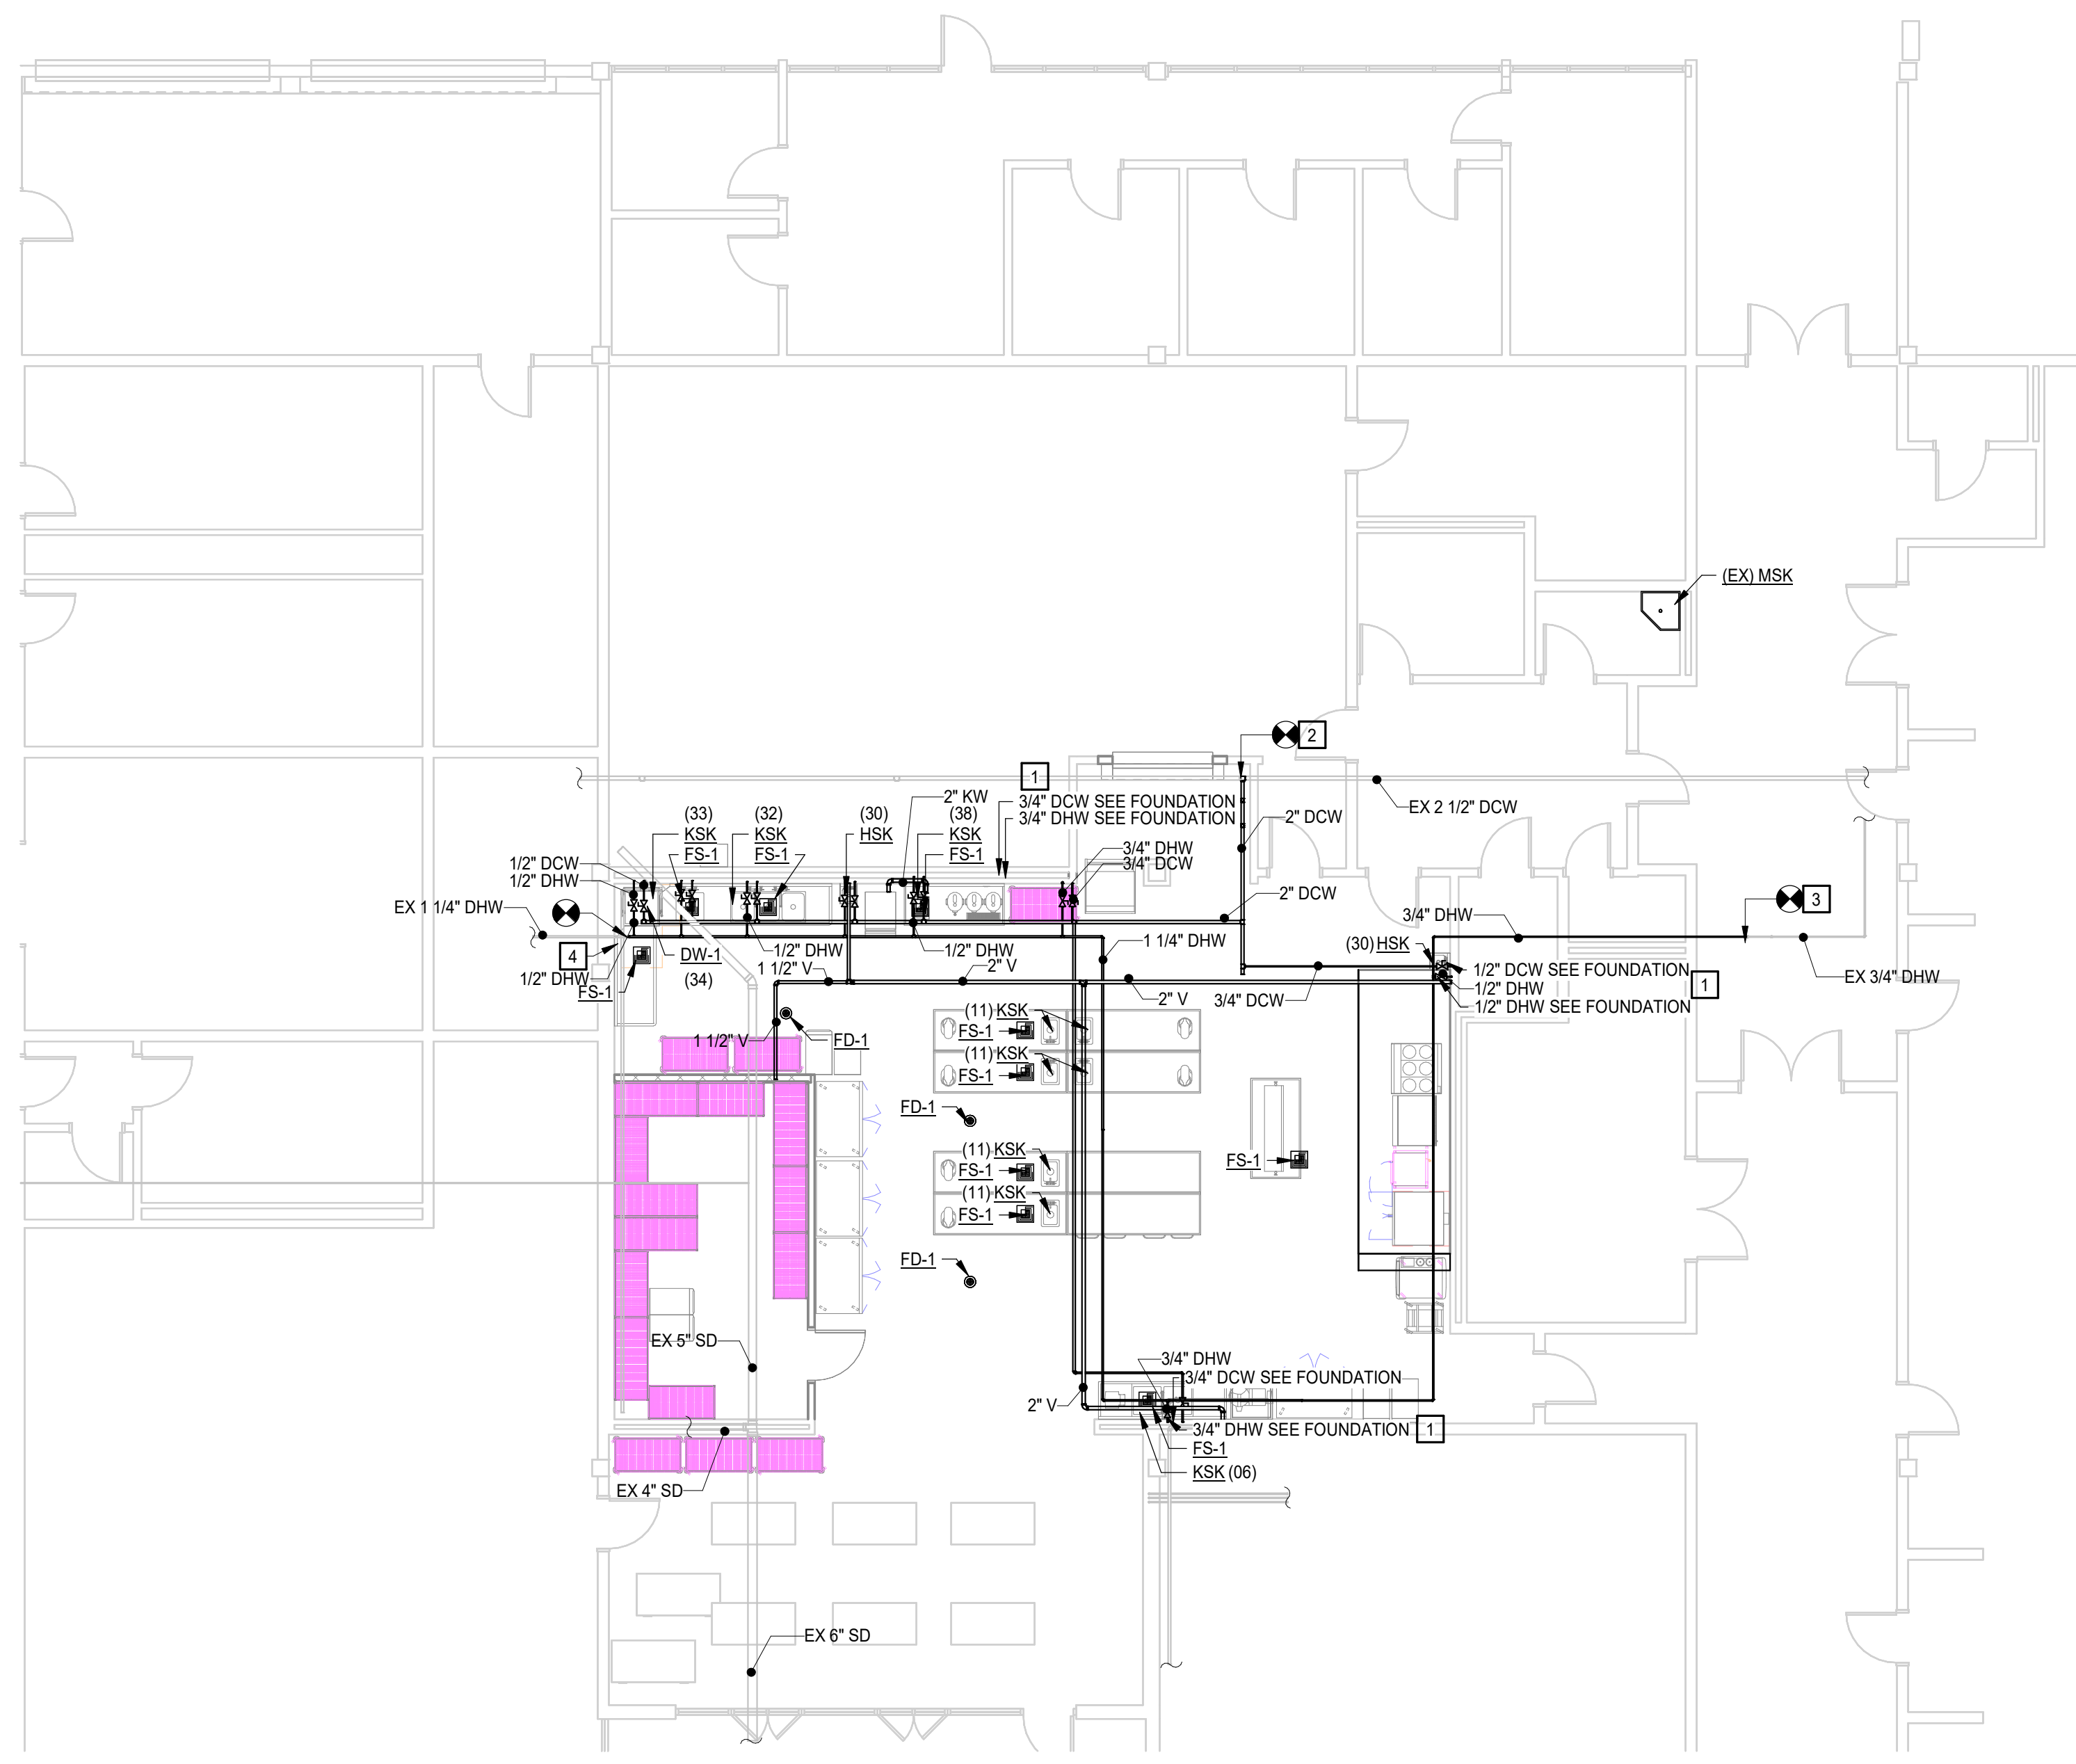 (EX) MSK
2
1
EX 2 1/2" DCW
2" KW
3/4" DCW SEE FOUNDATION
3/4" DHW SEE FOUNDATION
2" DCW
(33)
KSK
FS-1
(32)
KSK
FS-1
(30)
HSK
(38)
KSK
FS-1
3/4" DHW
3/4" DCW
1/2" DCW
1/2" DHW
2" DCW
EX 1 1/4" DHW
3/4" DHW
3
4
DW-1
(34)
1/2" DHW
1/2" DHW
1 1/4" DHW
(30) HSK
1/2" DHW
FS-1
1 1/2" V
2" V
2" V
3/4" DCW
1/2" DCW SEE FOUNDATION
1/2" DHW
1/2" DHW SEE FOUNDATION
1
EX 3/4" DHW
1 1/2" V
FD-1
(11) KSK
FS-1
(11) KSK
FS-1
FD-1
(11) KSK
FS-1
(11) KSK
FS-1
FS-1
FD-1
EX 5" SD
3/4" DHW
3/4" DCW SEE FOUNDATION
2" V
3/4" DHW SEE FOUNDATION
1
FS-1
KSK (06)
EX 4" SD
EX 6" SD